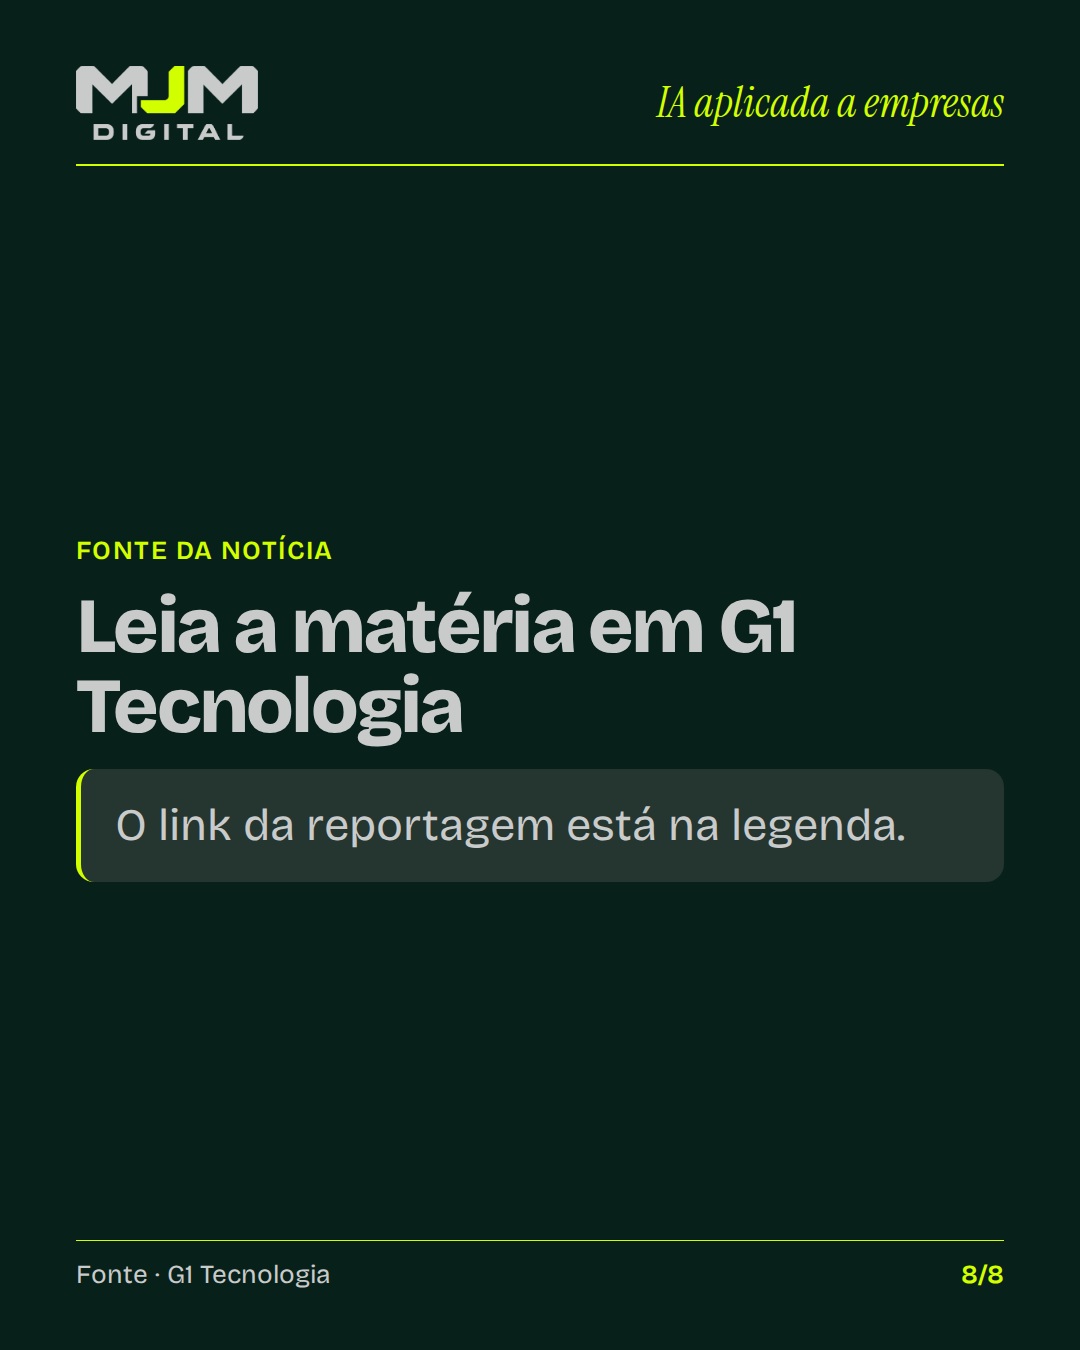 MJM
DIGITAL
IA aplicada a empresas
FONTE DA NOTÍCIA
Leia a matéria em G1
Tecnologia
O link da reportagem está na legenda.
Fonte · G1 Tecnologia
8/8